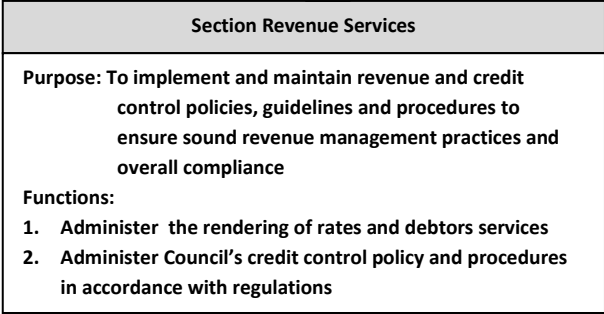 Section Revenue Services
Purpose: To implement and maintain revenue and credit
control policies, guidelines and procedures to
ensure sound revenue management practices and
overall compliance
Functions:
1. Administer the rendering of rates and debtors services
2. Administer Council's credit control policy and procedures
in accordance with regulations